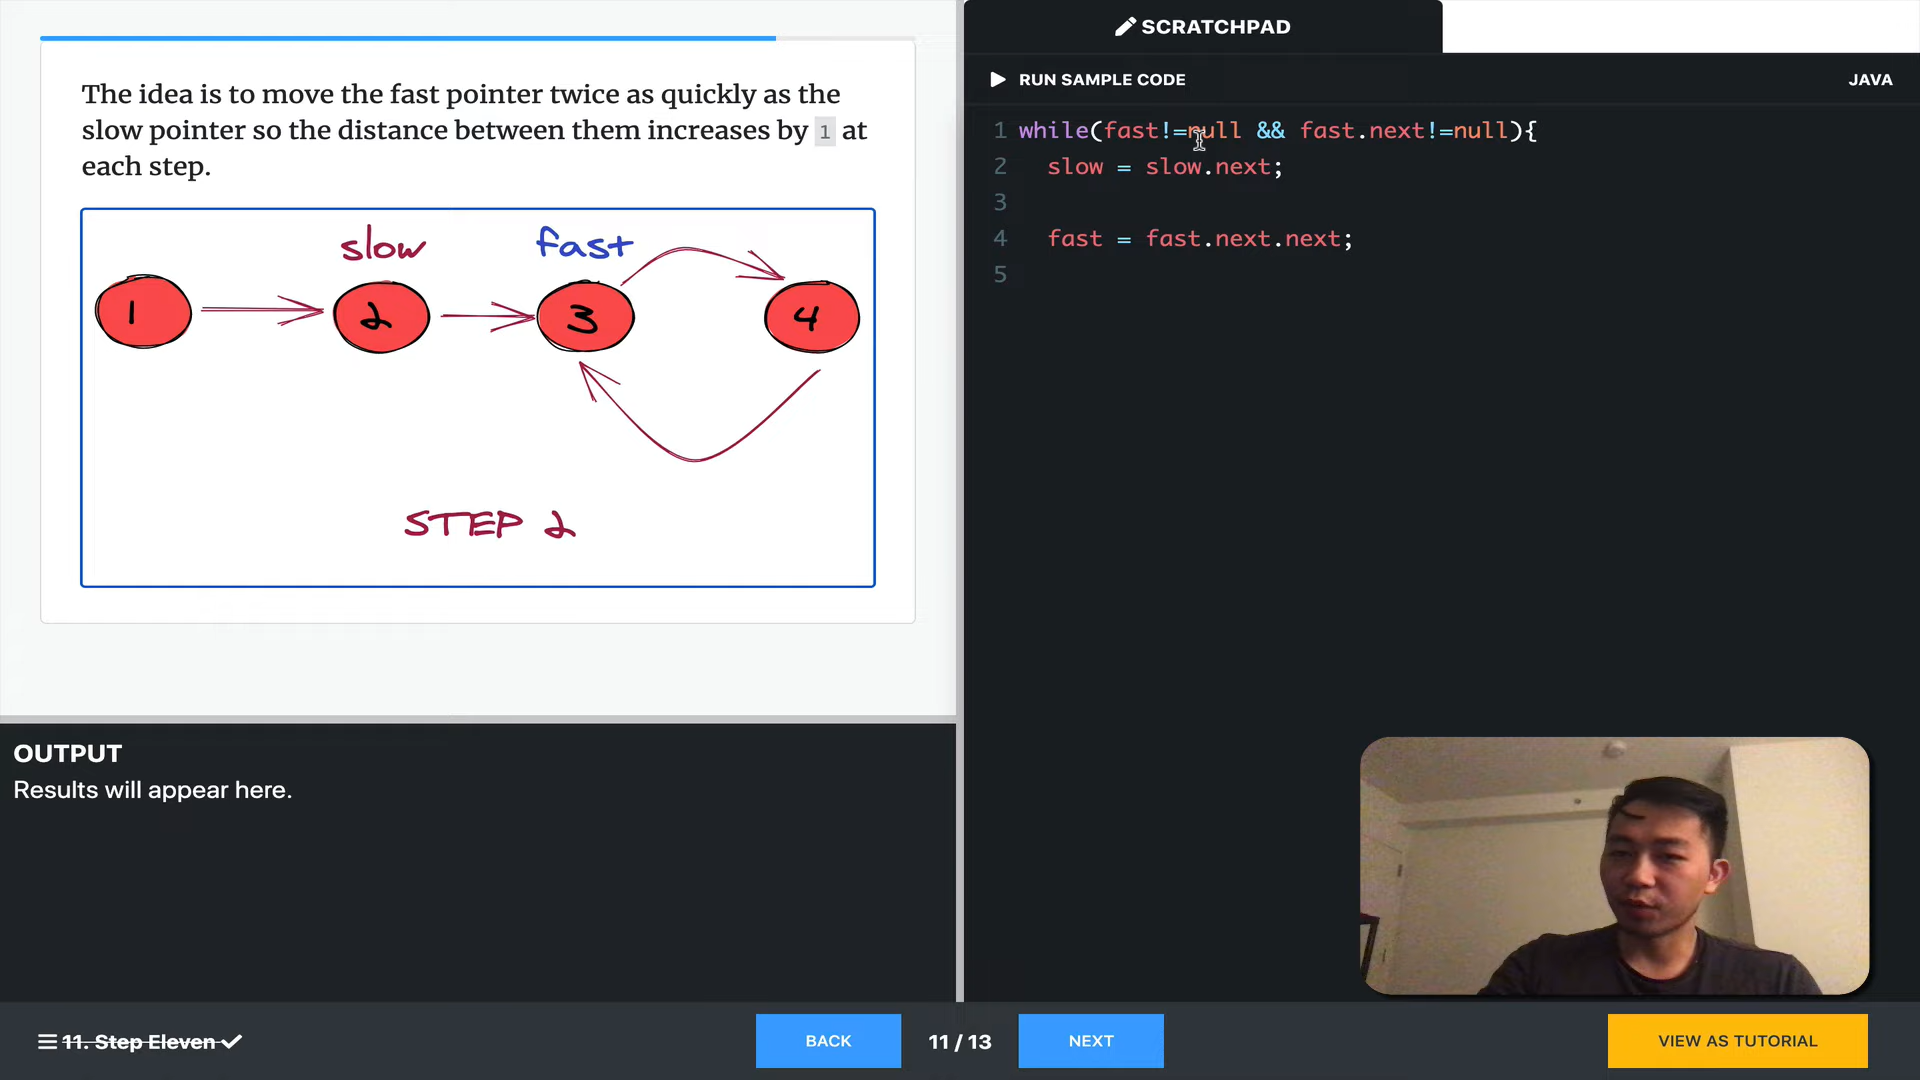 The idea is to move the fast pointer twice as quickly as the
slow pointer so the distance between them increases by 1 at
each step.
slow
fast
1
2
3
4
STEP 2
OUTPUT
Results will appear here.
SCRATCHPAD
RUN SAMPLE CODE
JAVA
1 while(fast!=null && fast.next!=null){
2   slow = slow.next;
3
4   fast = fast.next.next;
5
11. Step Eleven
BACK
11 / 13
NEXT
VIEW AS TUTORIAL